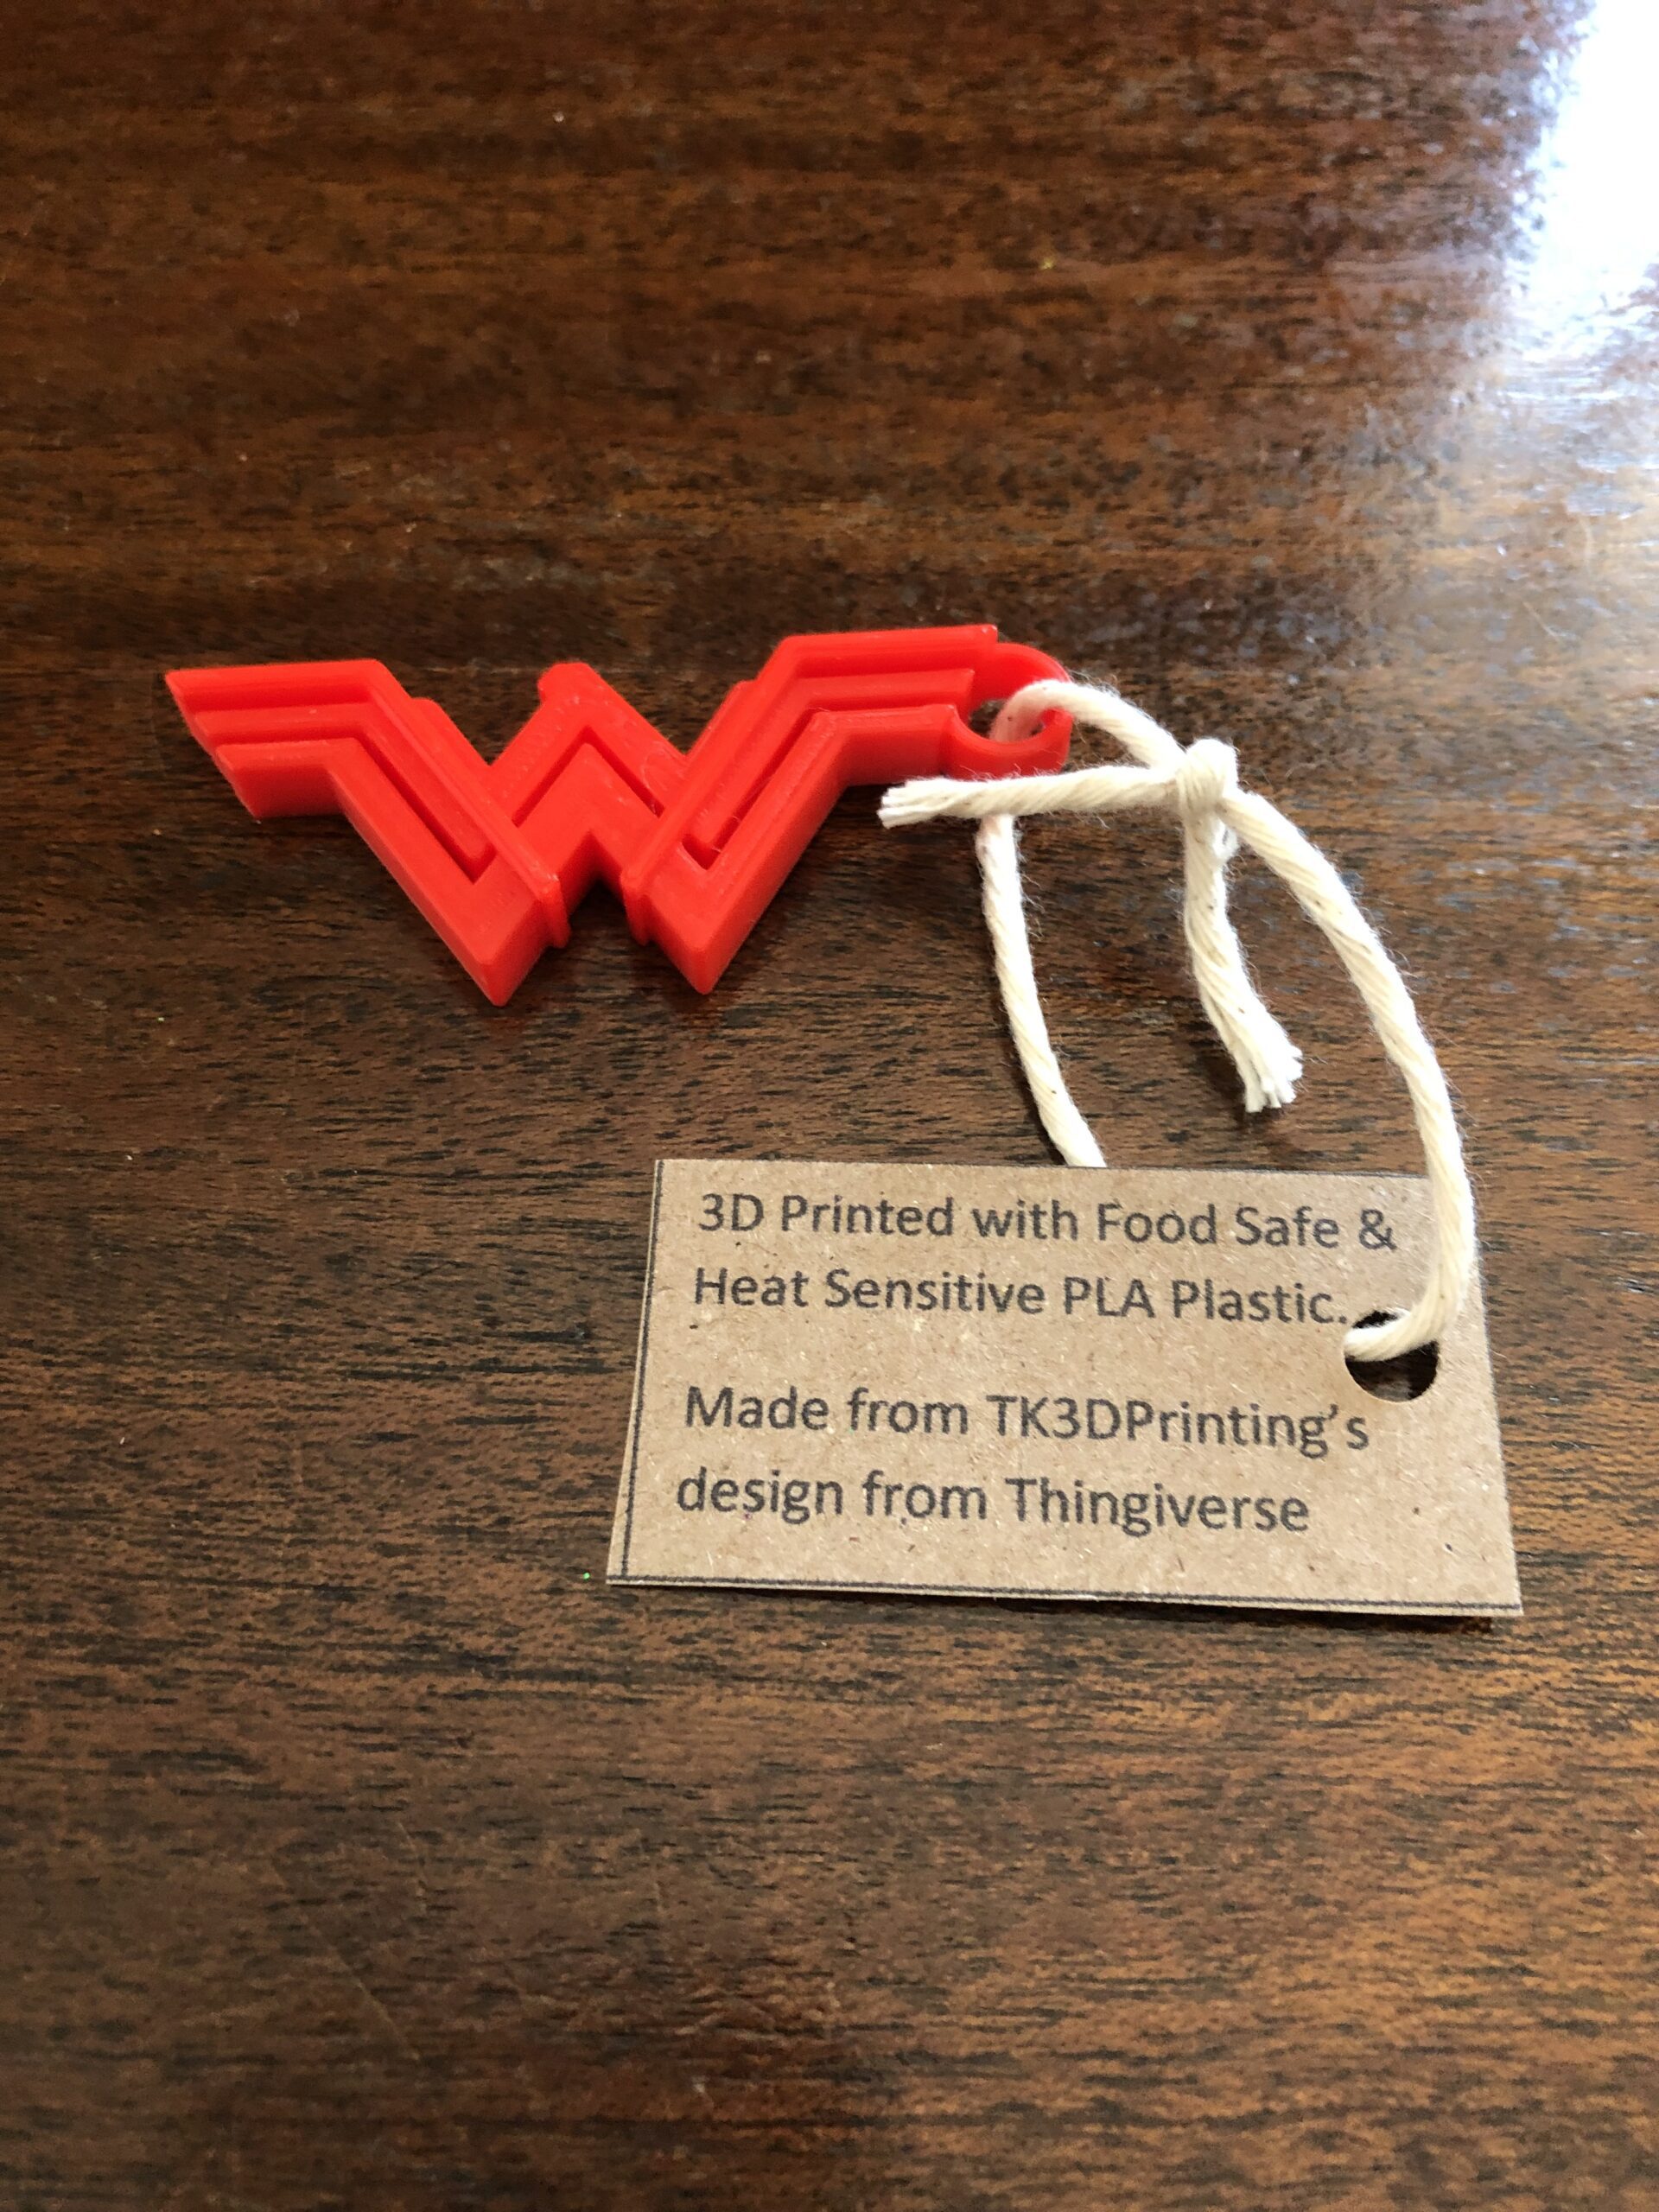 3D Printed with Food Safe &
Heat Sensitive PLA Plastic.
Made from TK3DPrinting's
design from Thingiverse